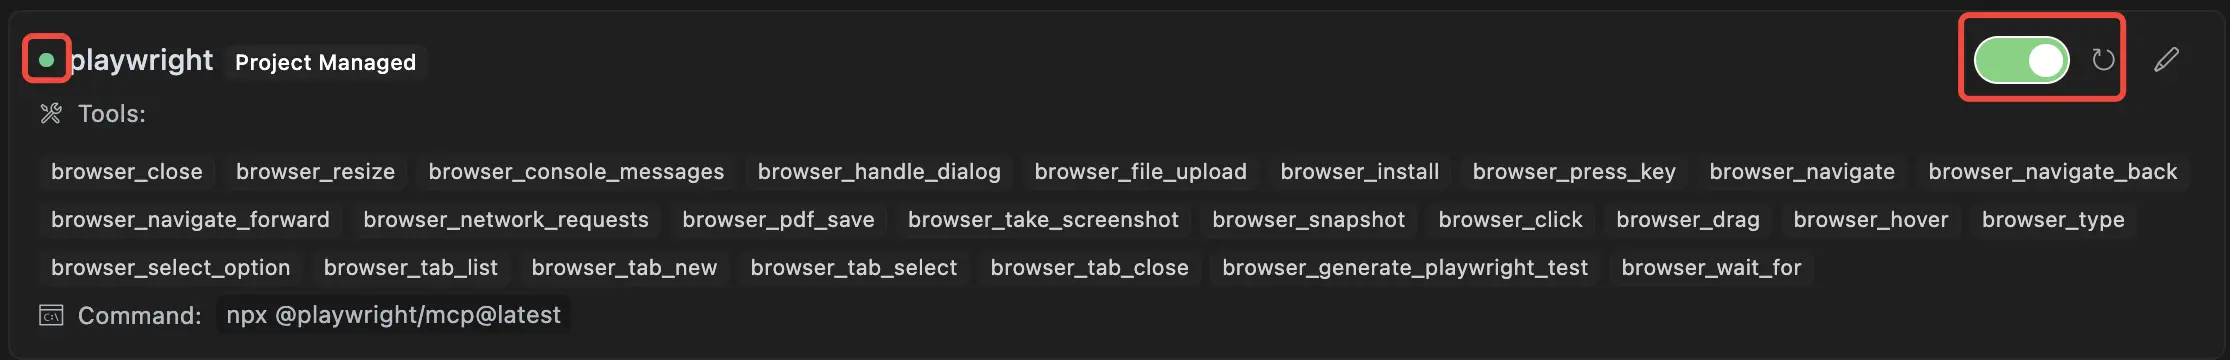 playwright Project Managed
Tools:
browser_close browser_resize browser_console_messages browser_handle_dialog browser_file_upload browser_install browser_press_key browser_navigate browser_navigate_back
browser_navigate_forward browser_network_requests browser_pdf_save browser_take_screenshot browser_snapshot browser_click browser_drag browser_hover browser_type
browser_select_option browser_tab_list browser_tab_new browser_tab_select browser_tab_close browser_generate_playwright_test browser_wait_for
Command: npx @playwright/mcp@latest